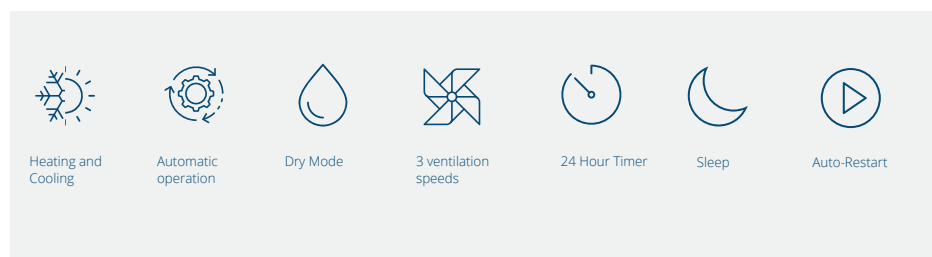 Heating and
Cooling
Automatic
operation
Dry Mode
3 ventilation
speeds
24 Hour Timer
Sleep
Auto-Restart